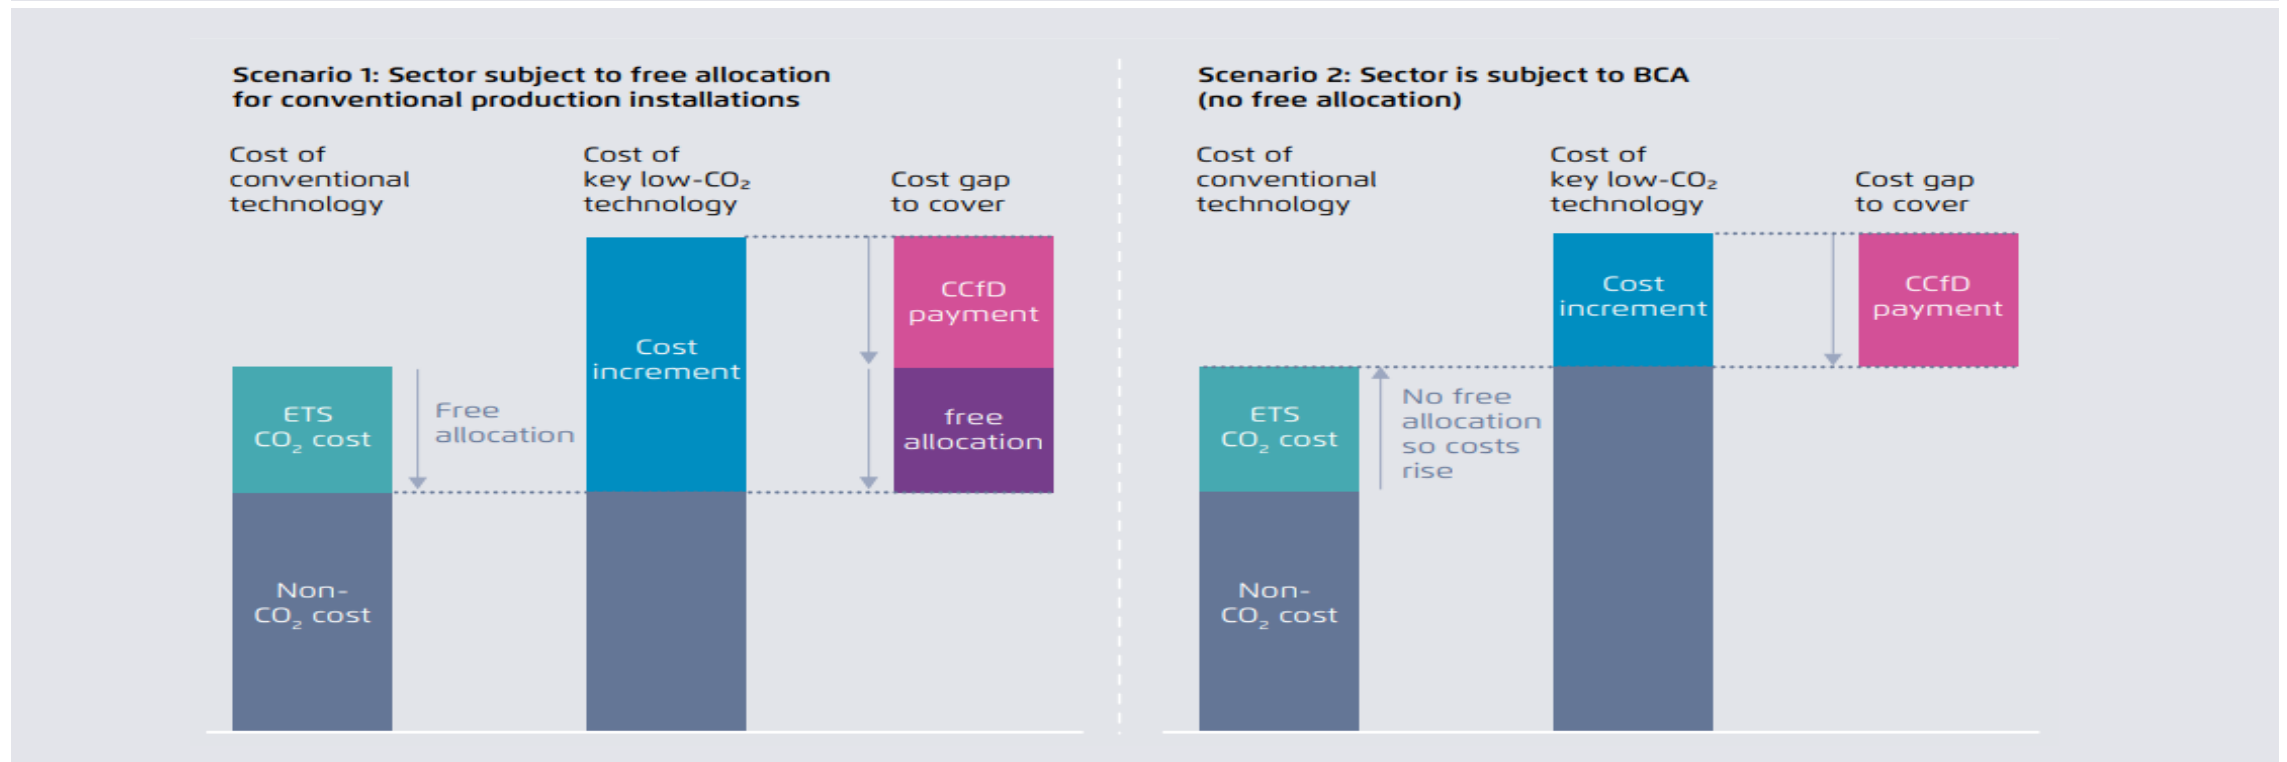 Scenario 1: Sector subject to free allocation
for conventional production installations
Cost of
conventional
technology
Cost of
key low-CO₂
technology
Cost gap
to cover
ETS
CO₂ cost
Non-
CO₂ cost
Free
allocation
Cost
increment
CCfD
payment
free
allocation
Scenario 2: Sector is subject to BCA
(no free allocation)
Cost of
conventional
technology
Cost of
key low-CO₂
technology
Cost gap
to cover
ETS
CO₂ cost
Non-
CO₂ cost
No free
allocation
so costs
rise
Cost
increment
CCfD
payment